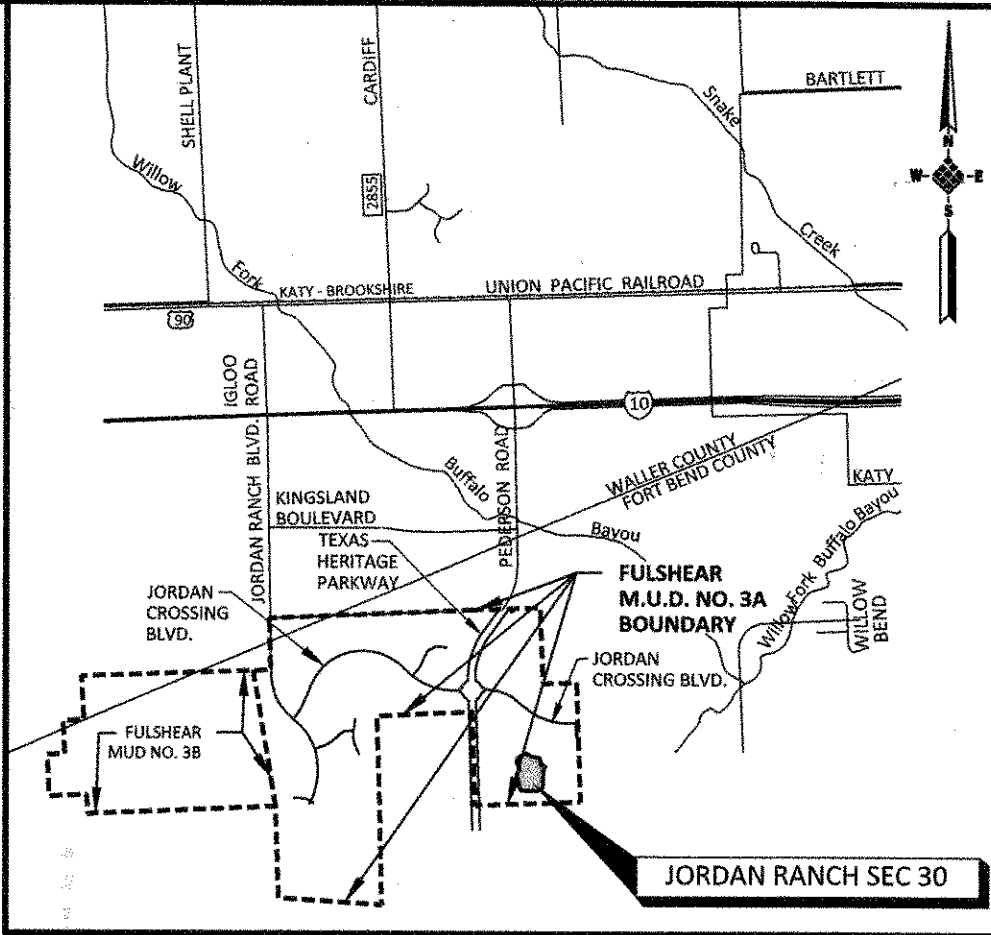 SHELL PLANT
CARDIFF
BARTLETT
Snake
Creek
Willow
Fork
2855
N
W
E
S
KATY - BROOKSHIRE
UNION PACIFIC RAILROAD
90
IGLOO
ROAD
10
JORDAN RANCH BLVD.
PEDERSON ROAD
WALLER COUNTY
FORT BEND COUNTY
Buffalo
Bayou
KATY
KINGSLAND
BOULEVARD
TEXAS
HERITAGE
PARKWAY
JORDAN
CROSSING
BLVD.
FULSHEAR
M.U.D. NO. 3A
BOUNDARY
Willow Fork Buffalo Bayou
WILLOW
BEND
JORDAN
CROSSING BLVD.
FULSHEAR
MUD NO. 3B
JORDAN RANCH SEC 30